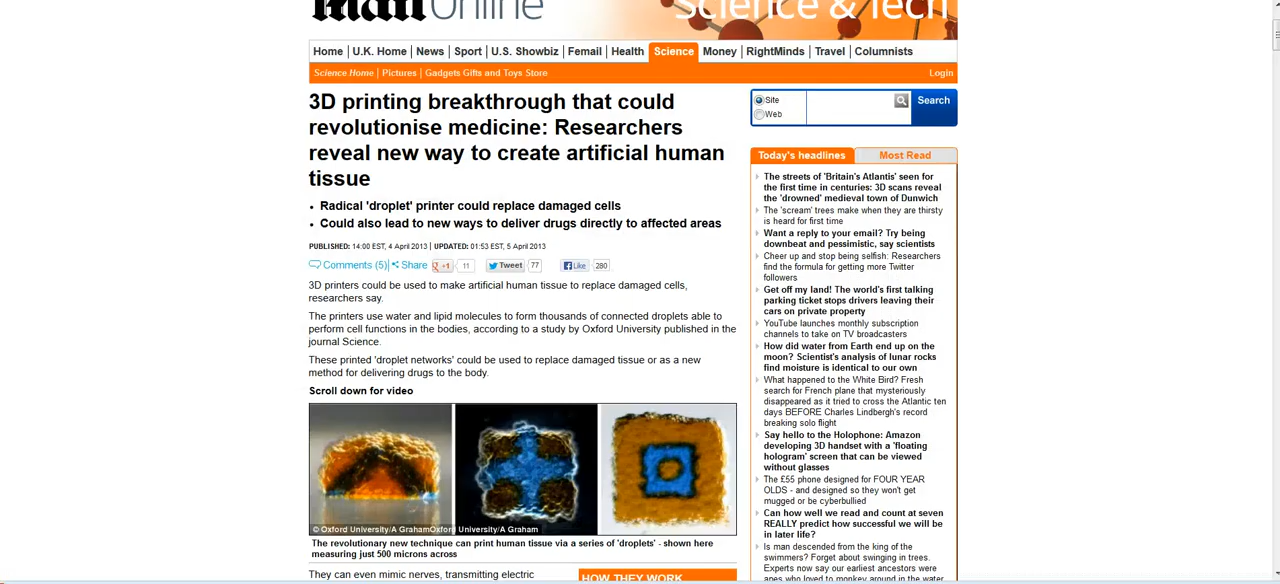 Mail Online
Science & Tech
Home | U.K. Home | News | Sport | U.S. Showbiz | Femail | Health | Science | Money | RightMinds | Travel | Columnists
Science Home | Pictures | Gadgets Gifts and Toys Store
Login
3D printing breakthrough that could
revolutionise medicine: Researchers
reveal new way to create artificial human
tissue
• Radical 'droplet' printer could replace damaged cells
• Could also lead to new ways to deliver drugs directly to affected areas
PUBLISHED: 14:00 EST, 4 April 2013 | UPDATED: 01:53 EST, 5 April 2013
Comments (5) | Share +1 11 Tweet 77 Like 280
3D printers could be used to make artificial human tissue to replace damaged cells,
researchers say.
The printers use water and lipid molecules to form thousands of connected droplets able to
perform cell functions in the bodies, according to a study by Oxford University published in the
journal Science.
These printed 'droplet networks' could be used to replace damaged tissue or as a new
method for delivering drugs to the body.
Scroll down for video
© Oxford University/A GrahamOxford University/A Graham
The revolutionary new technique can print human tissue via a series of 'droplets' - shown here
measuring just 500 microns across
They can even mimic nerves, transmitting electric
HOW THEY WORK
Site
Web
Search
Today's headlines
Most Read
The streets of 'Britain's Atlantis' seen for
the first time in centuries: 3D scans reveal
the 'drowned' medieval town of Dunwich
The 'scream' trees make when they are thirsty
is heard for first time
Want a reply to your email? Try being
downbeat and pessimistic, say scientists
Cheer up and stop being selfish: Researchers
find the formula for getting more Twitter
followers
Get off my land! The world's first talking
parking ticket stops drivers leaving their
cars on private property
YouTube launches monthly subscription
channels to take on TV broadcasters
How did water from Earth end up on the
moon? Scientist's analysis of lunar rocks
find moisture is identical to our own
What happened to the White Bird? Fresh
search for French plane that mysteriously
disappeared as it tried to cross the Atlantic ten
days BEFORE Charles Lindbergh's record
breaking solo flight
Say hello to the Holophone: Amazon
developing 3D handset with a 'floating
hologram' screen that can be viewed
without glasses
The £55 phone designed for FOUR YEAR
OLDS - and designed so they won't get
mugged or be cyberbullied
Can how well we read and count at seven
REALLY predict how successful we will be
in later life?
Is man descended from the king of the
swimmers? Forget about swinging in trees.
Experts now say our earliest ancestors were
apes who loved to monkey around in the water